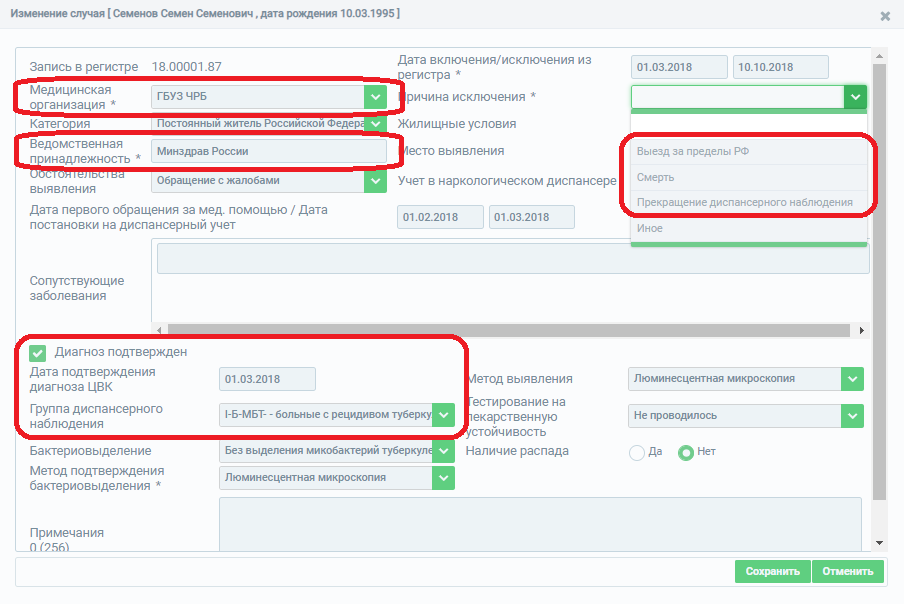 Изменение случая [ Семенов Семен Семенович , дата рождения 10.03.1995 ]
Запись в регистре 18.00001.87
Дата включения/исключения из
регистра *
01.03.2018 10.10.2018
Медицинская
организация *
ГБУЗ ЧРБ
Причина исключения *
Категория
Постоянный житель Российской Федера
Жилищные условия
Ведомственная
принадлежность *
Минздрав России
Место выявления
Выезд за пределы РФ
Смерть
Прекращение диспансерного наблюдения
Иное
Обстоятельства
выявления
Обращение с жалобами
Учет в наркологическом диспансере
Дата первого обращения за мед. помощью / Дата
постановки на диспансерный учет
01.02.2018 01.03.2018
Сопутствующие
заболевания
Диагноз подтвержден
Дата подтверждения
диагноза ЦВК
01.03.2018
Метод выявления
Люминесцентная микроскопия
Группа диспансерного
наблюдения
I-Б-МБТ- - больные с рецидивом туберку
Тестирование на
лекарственную
устойчивость
Не проводилось
Бактериовыделение
Без выделения микобактерий туберкуле
Наличие распада
Да Нет
Метод подтверждения
бактериовыделения *
Люминесцентная микроскопия
Примечания
0 (256)
Сохранить Отменить